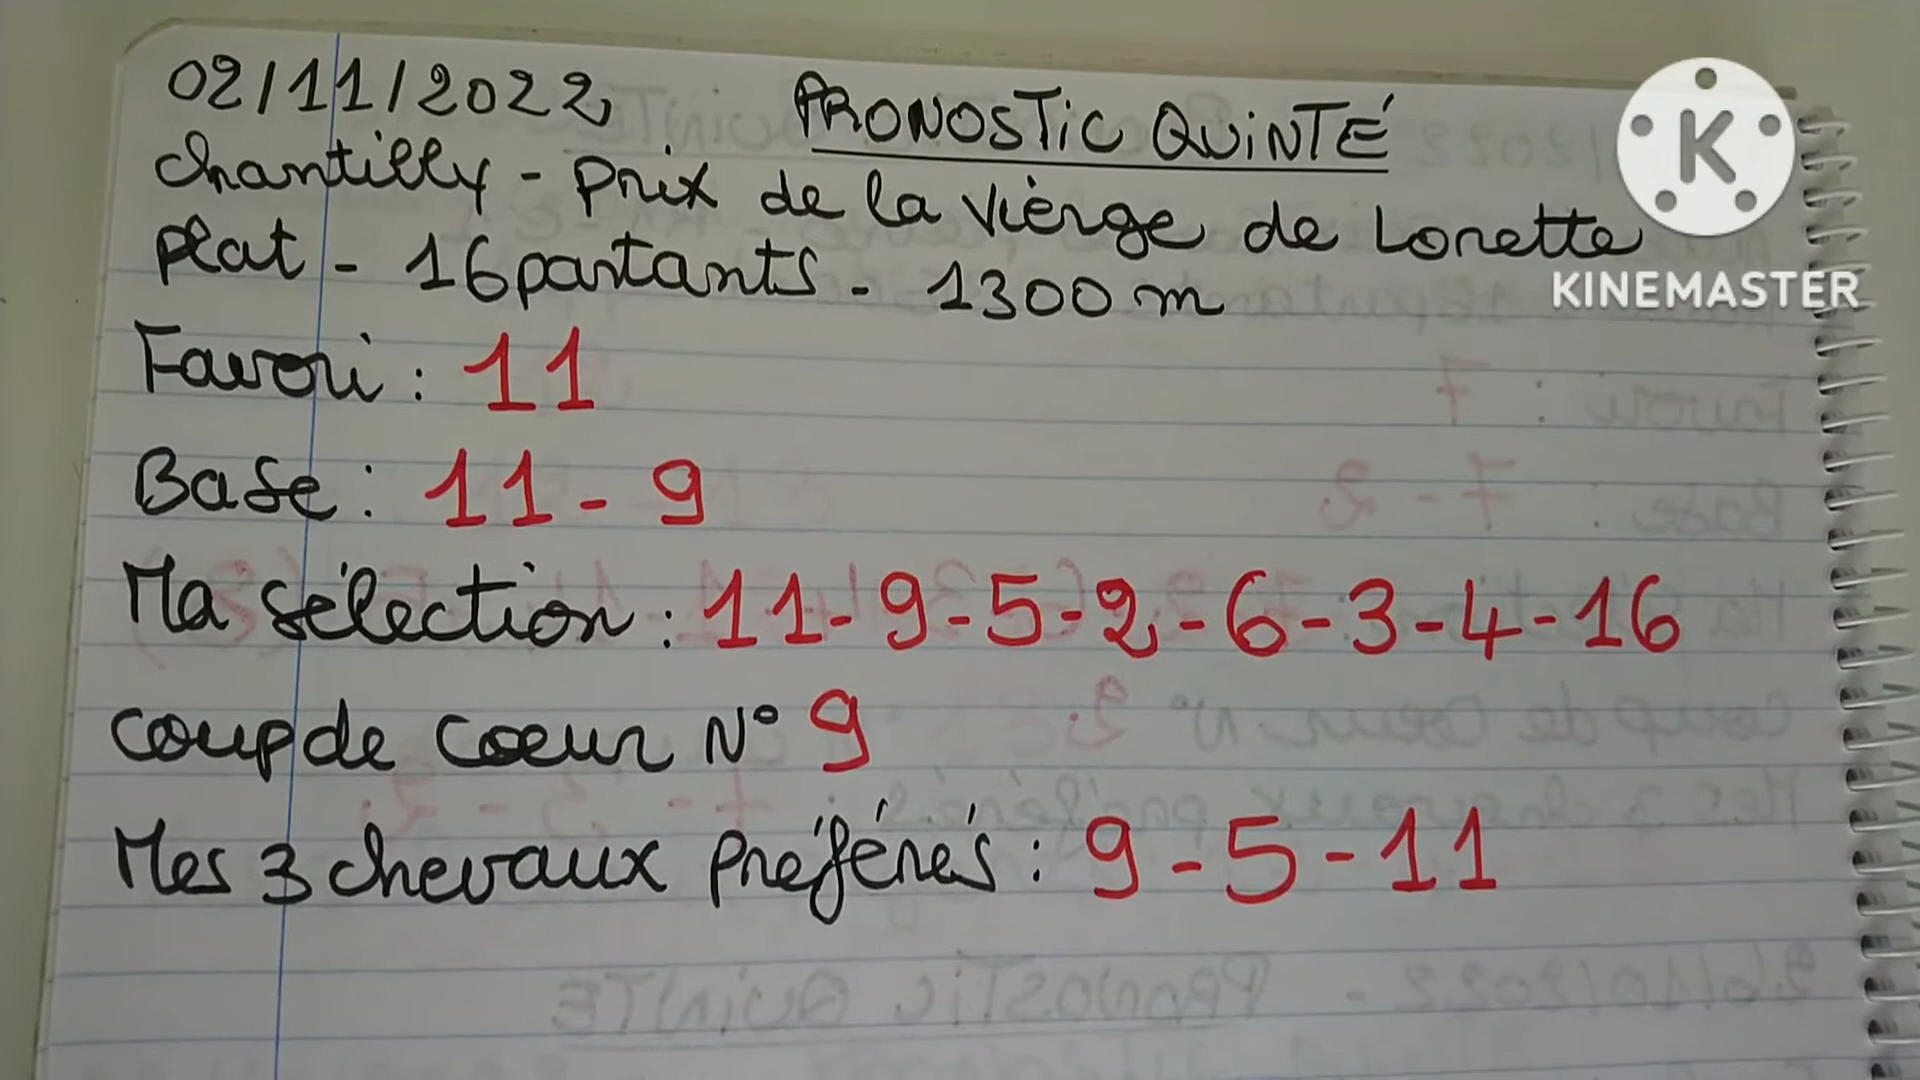 02/11/2022 PRONOSTIC QUINTÉ
Chantilly - Prix de la Vierge de Lorette
plat - 16 partants - 1300 m
Favori : 11
Base : 11 - 9
Ma sélection : 11 - 9 - 5 - 2 - 6 - 3 - 4 - 16
coup de coeur N° 9
Mes 3 chevaux préférés : 9 - 5 - 11
K
KINEMASTER